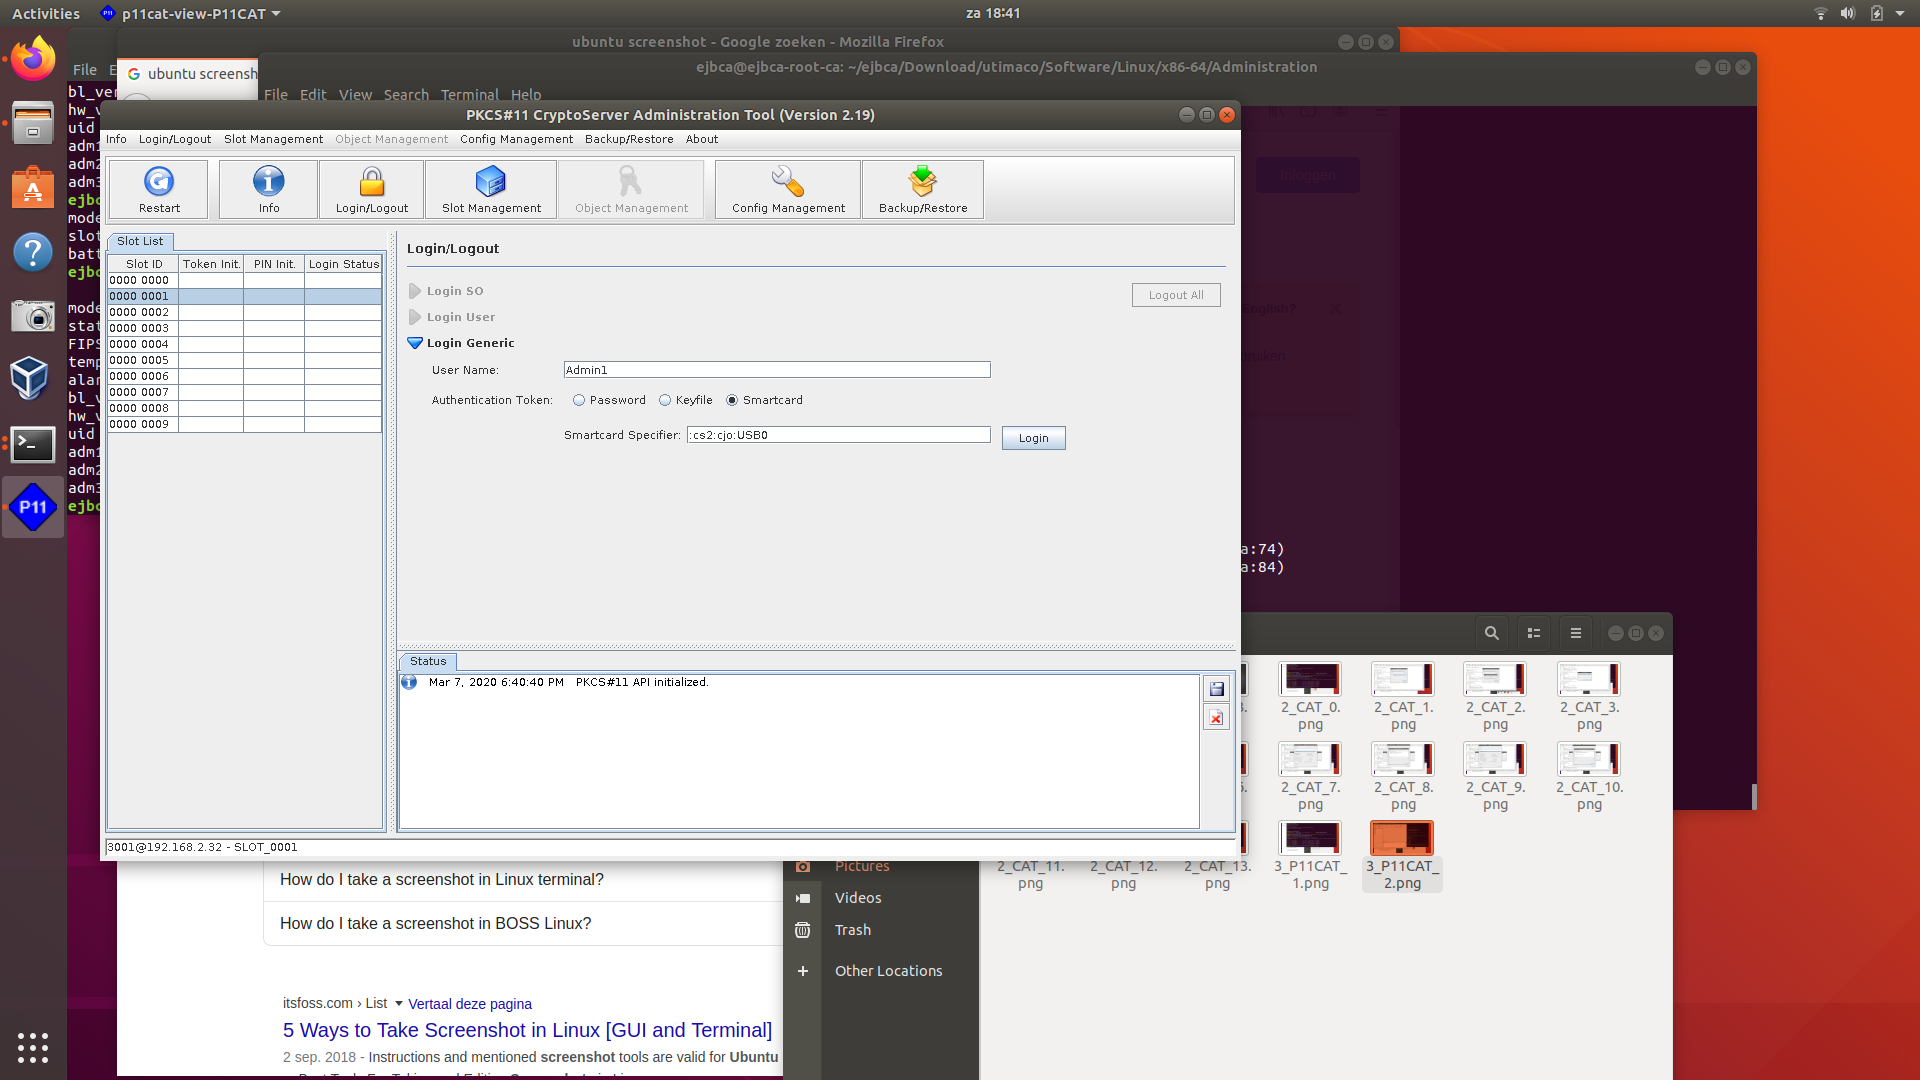 Activities
p11cat-view-P11CAT
za 18:41
ubuntu screenshot - Google zoeken - Mozilla Firefox
File
ubuntu screensh
ejbca@ejbca-root-ca: ~/ejbca/Download/utimaco/Software/Linux/x86-64/Administration
File Edit View Search Terminal Help
PKCS#11 CryptoServer Administration Tool (Version 2.19)
Info Login/Logout Slot Management Object Management Config Management Backup/Restore About
Restart Info Login/Logout Slot Management Object Management Config Management Backup/Restore
Inloggen
Slot List
Slot ID Token Init. PIN Init. Login Status
0000 0000
0000 0001
0000 0002
0000 0003
0000 0004
0000 0005
0000 0006
0000 0007
0000 0008
0000 0009
Login/Logout
Login SO
Logout All
Login User
Login Generic
User Name: Admin1
Authentication Token: Password Keyfile Smartcard
Smartcard Specifier: :cs2:cjo:USB0 Login
English?
a:74)
a:84)
Status
Mar 7, 2020 6:40:40 PM PKCS#11 API initialized.
3001@192.168.2.32 - SLOT_0001
bl_ver
hw_v
uid
adm1
adm2
adm3
ejbc
mode
slot
batt
ejbc
mode
stat
FIPS
temp
alar
bl_v
hw_v
uid
adm1
adm2
adm3
ejbc
P11
2_CAT_0.png
2_CAT_1.png
2_CAT_2.png
2_CAT_3.png
2_CAT_7.png
2_CAT_8.png
2_CAT_9.png
2_CAT_10.png
2_CAT_11.png
2_CAT_12.png
2_CAT_13.png
3_P11CAT_1.png
3_P11CAT_2.png
Pictures
Videos
Trash
Other Locations
How do I take a screenshot in Linux terminal?
How do I take a screenshot in BOSS Linux?
itsfoss.com › List Vertaal deze pagina
5 Ways to Take Screenshot in Linux [GUI and Terminal]
2 sep. 2018 - Instructions and mentioned screenshot tools are valid for Ubuntu